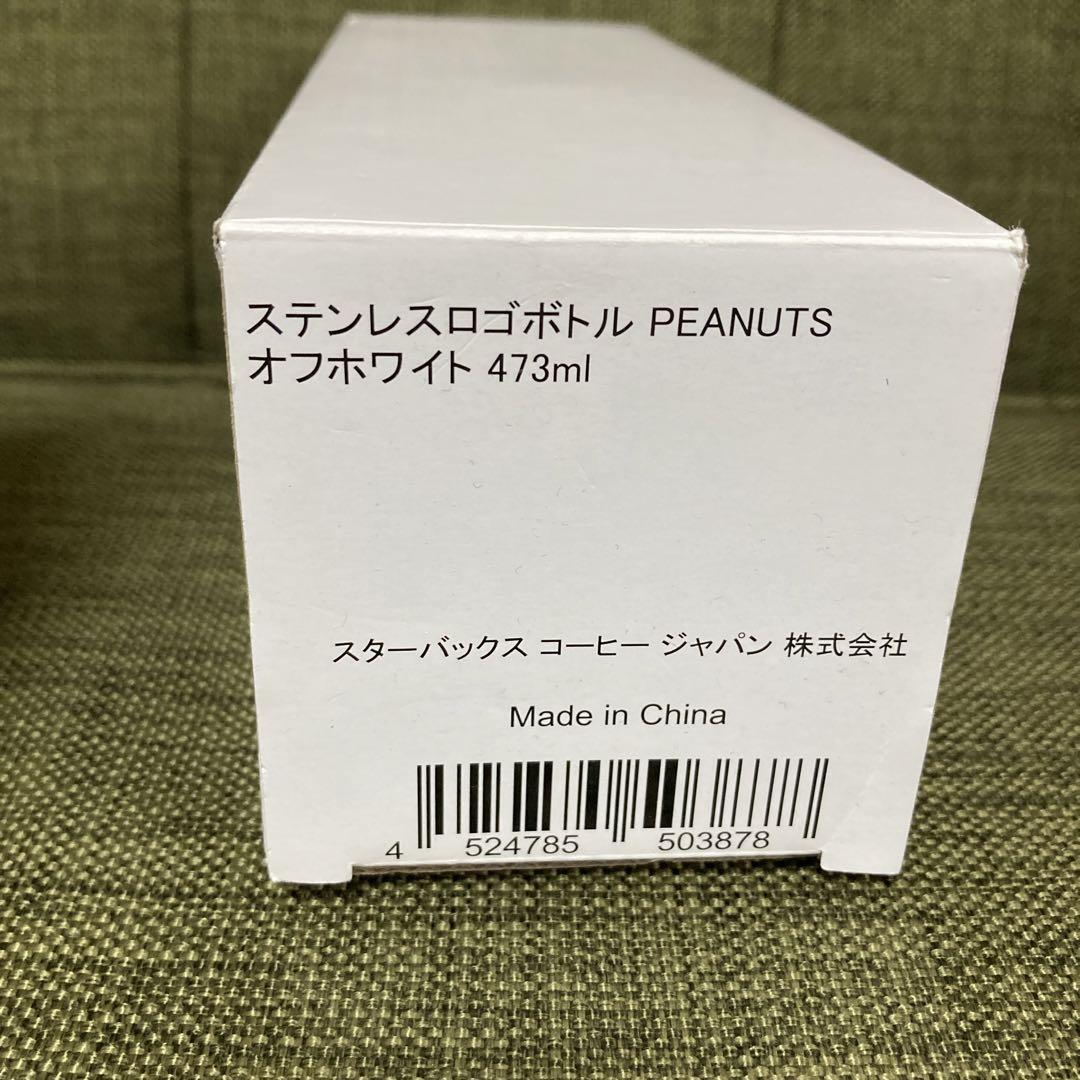 ステンレスロゴボトル PEANUTS
オフホワイト 473ml
スターバックス コーヒー ジャパン 株式会社
Made in China
4 524785 503878